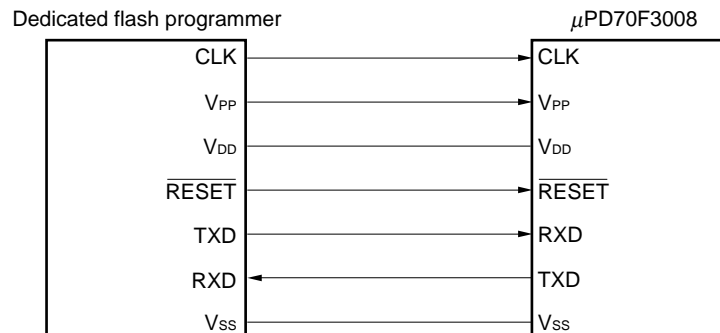 Dedicated flash programmer
μPD70F3008
CLK
CLK
VPP
VPP
VDD
VDD
RESET
RESET
TXD
RXD
RXD
TXD
VSS
VSS